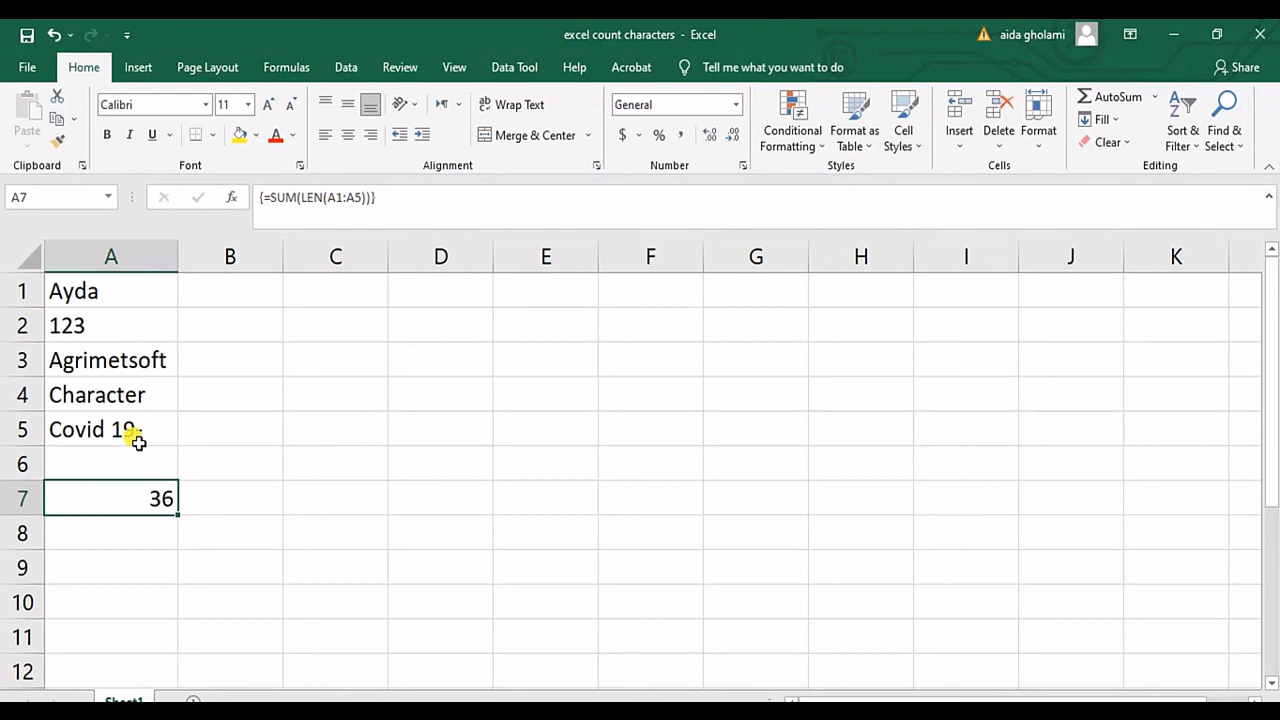 excel count characters - Excel
aida gholami
File
Home
Insert
Page Layout
Formulas
Data
Review
View
Data Tool
Help
Acrobat
Tell me what you want to do
Share
Paste
Clipboard
Calibri
11
B I U
Font
Wrap Text
Merge & Center
Alignment
General
$ % ,
Number
Conditional Formatting
Format as Table
Cell Styles
Styles
Insert
Delete
Format
Cells
AutoSum
Fill
Clear
Sort & Filter
Find & Select
Editing
A7
fx
{=SUM(LEN(A1:A5))}
A B C D E F G H I J K
1 Ayda
2 123
3 Agrimetsoft
4 Character
5 Covid 19
6
7 36
8
9
10
11
12
Sheet1